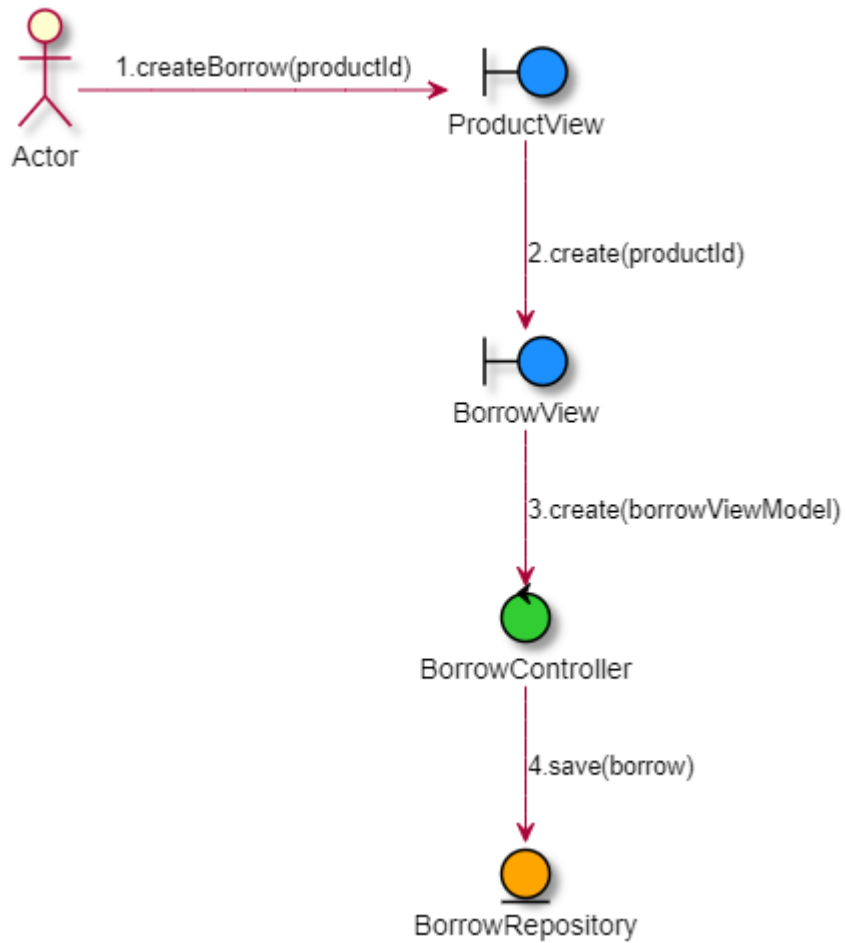 1.createBorrow(productId)
Actor
ProductView
2.create(productId)
BorrowView
3.create(borrowViewModel)
BorrowController
4.save(borrow)
BorrowRepository